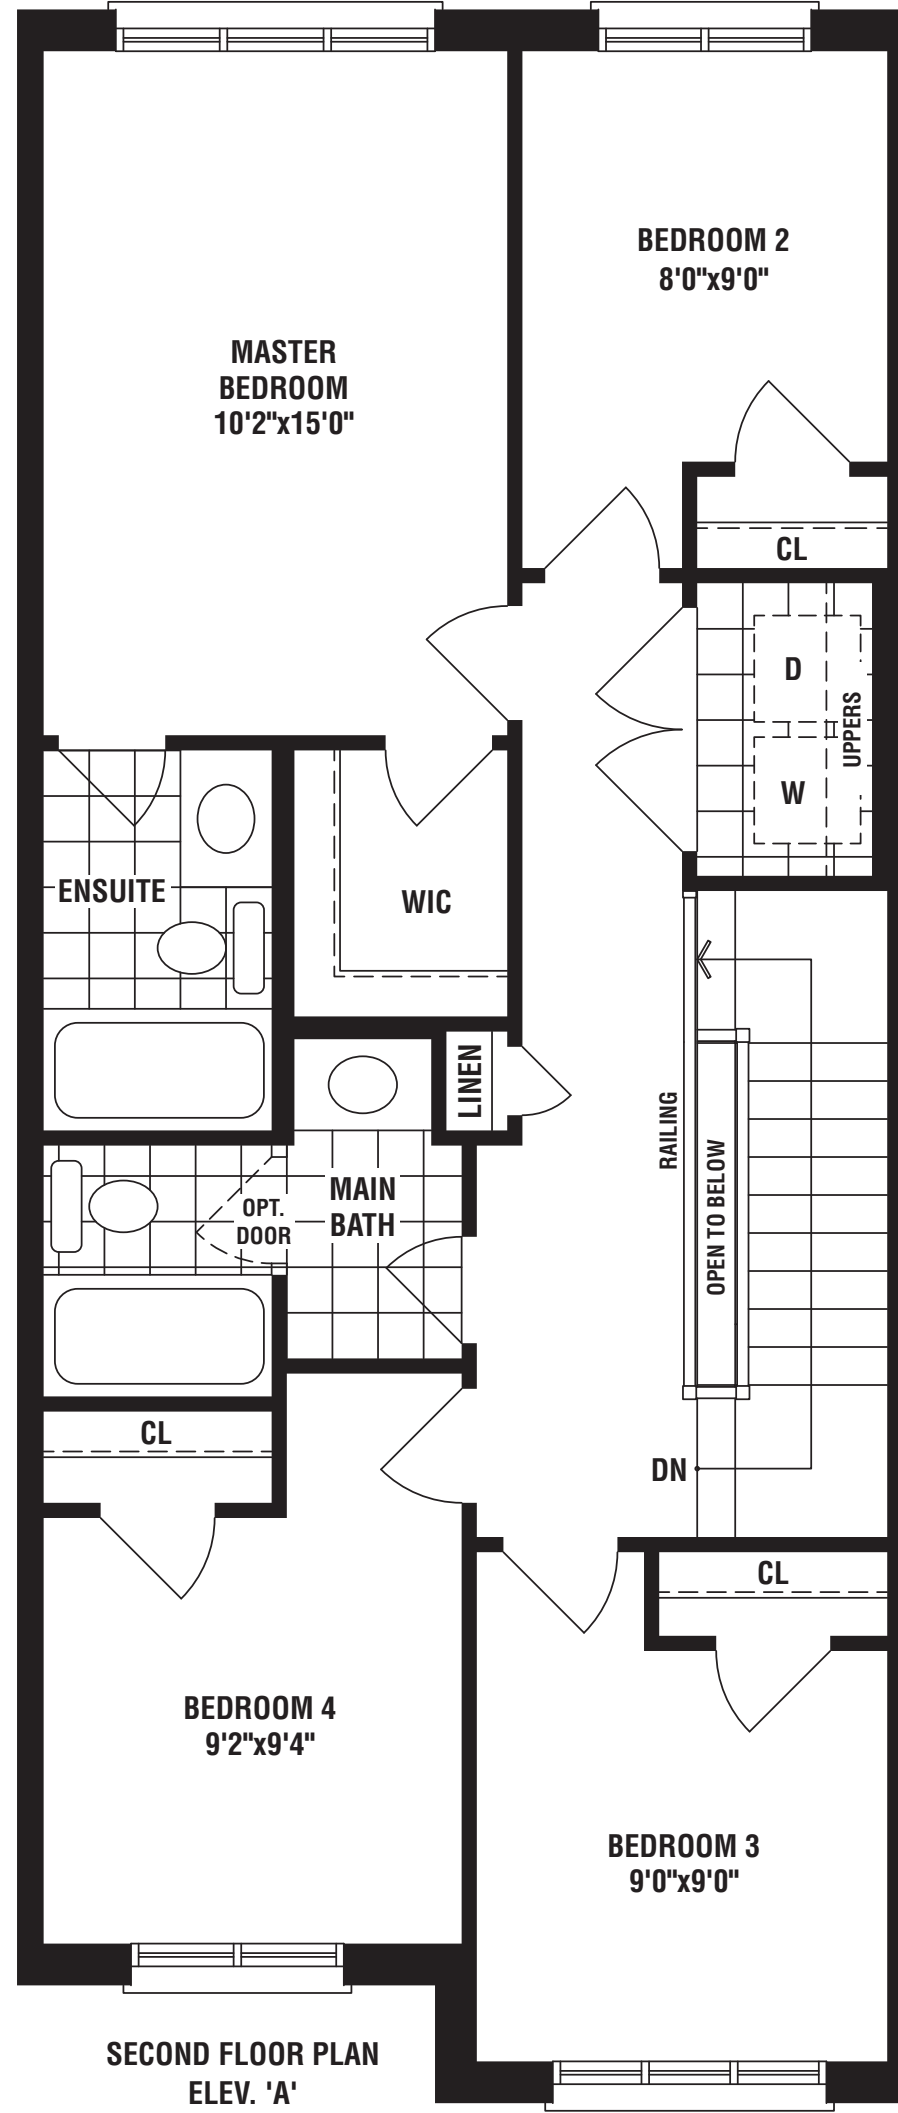 BEDROOM 2
8'0"x9'0"
MASTER
BEDROOM
10'2"x15'0"
CL
D
UPPERS
W
ENSUITE
WIC
LINEN
RAILING
OPEN TO BELOW
MAIN
BATH
OPT.
DOOR
CL
DN
CL
BEDROOM 4
9'2"x9'4"
BEDROOM 3
9'0"x9'0"
SECOND FLOOR PLAN
ELEV. 'A'